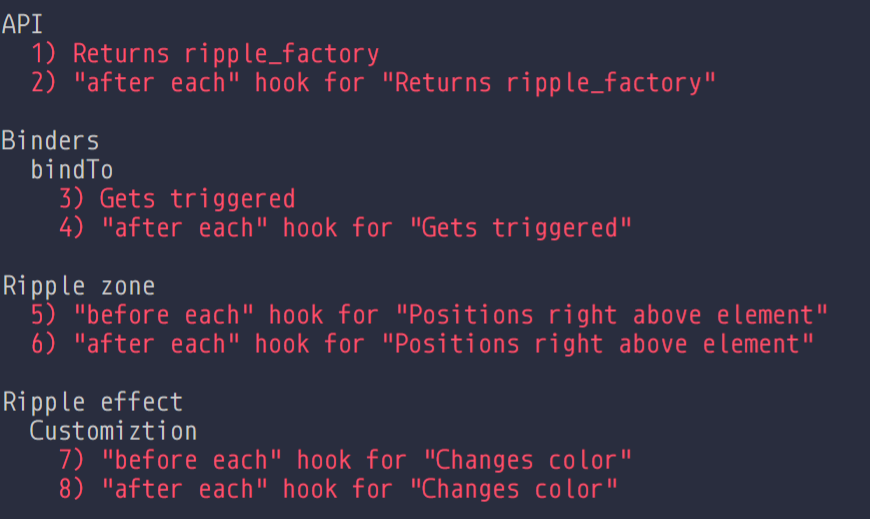 API
1) Returns ripple_factory
2) "after each" hook for "Returns ripple_factory"
Binders
bindTo
3) Gets triggered
4) "after each" hook for "Gets triggered"
Ripple zone
5) "before each" hook for "Positions right above element"
6) "after each" hook for "Positions right above element"
Ripple effect
Customiztion
7) "before each" hook for "Changes color"
8) "after each" hook for "Changes color"